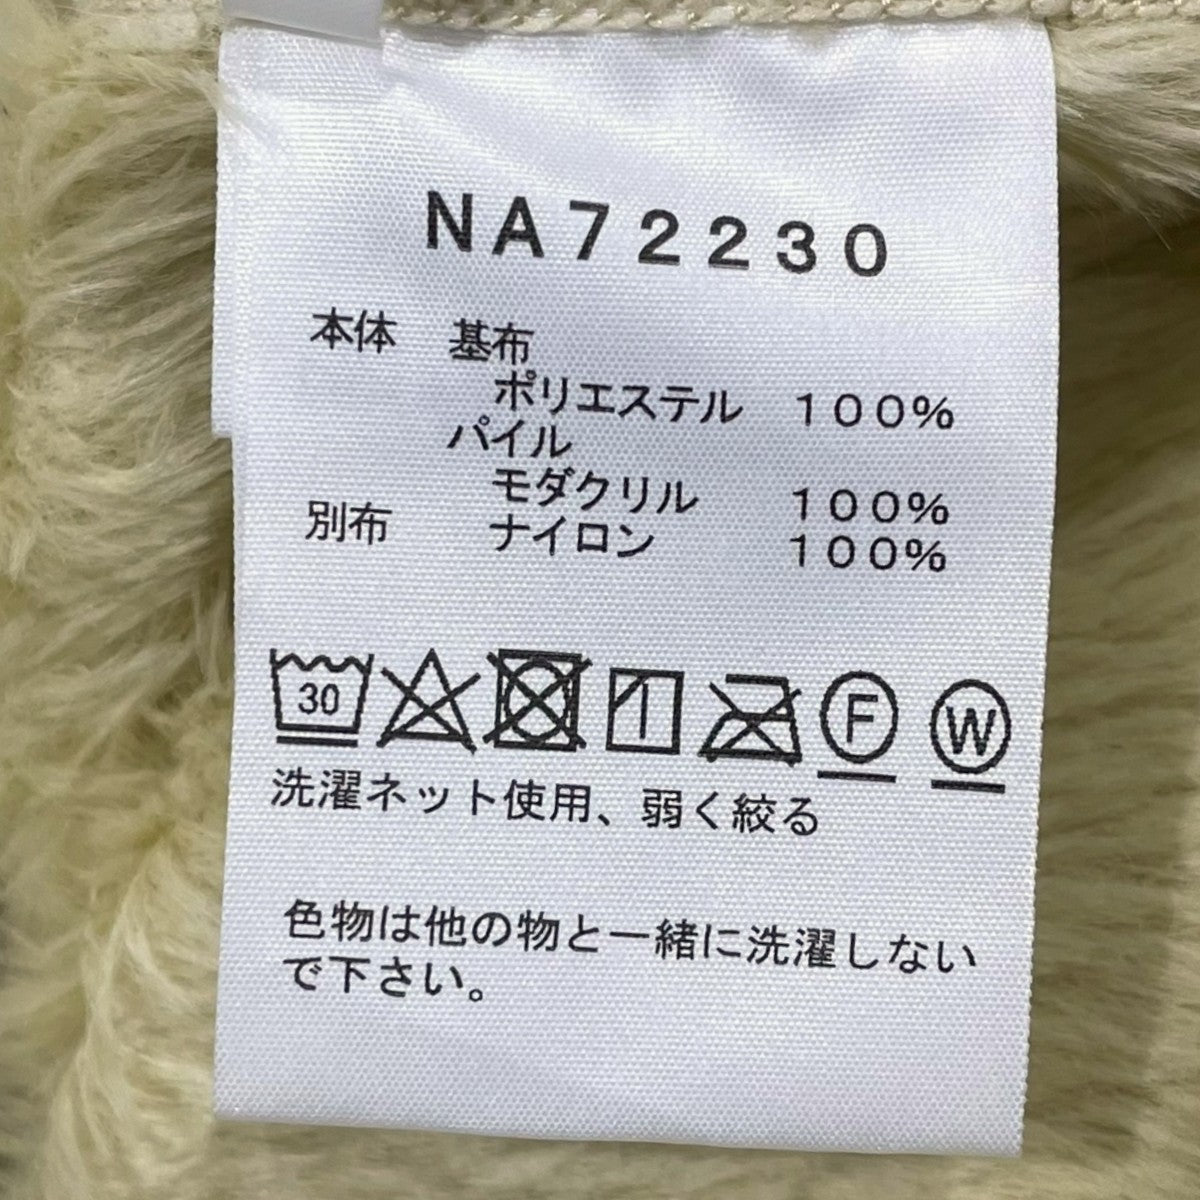 NA72230
本体 基布
ポリエステル 100%
パイル
モダクリル 100%
別布 ナイロン 100%
30 F W
洗濯ネット使用、弱く絞る
色物は他の物と一緒に洗濯しない
で下さい。